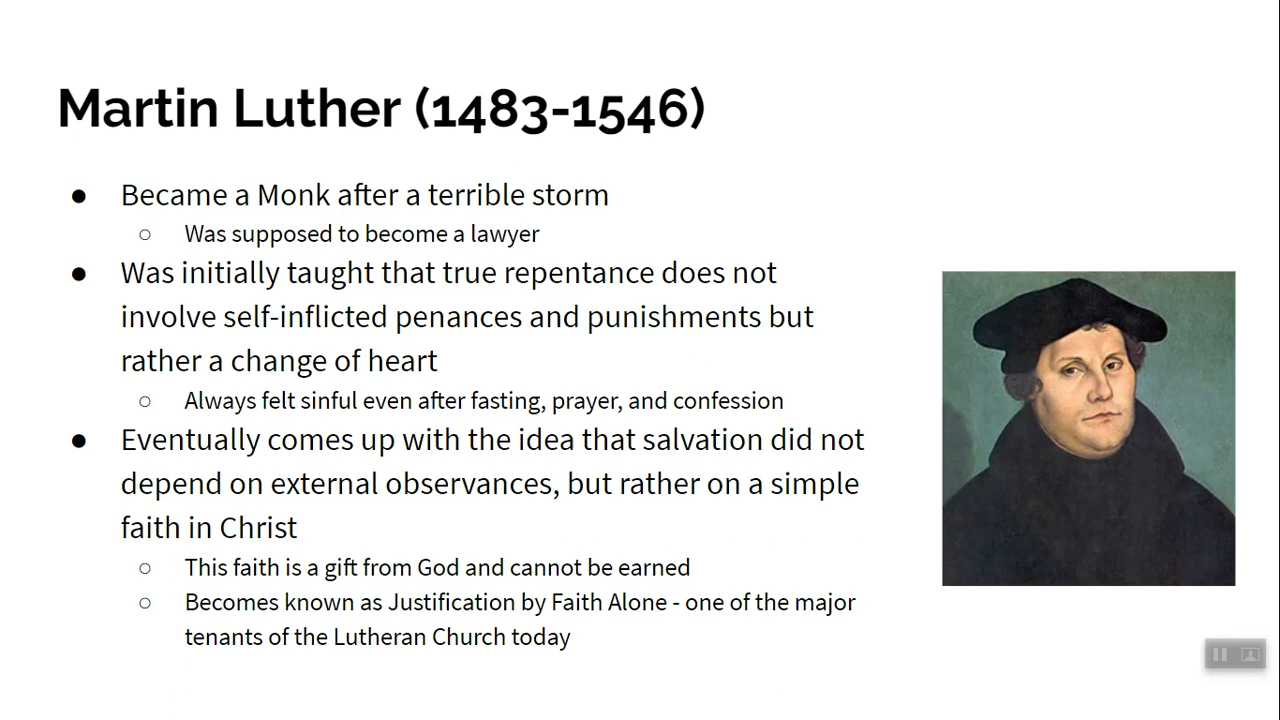 Martin Luther (1483-1546)
● Became a Monk after a terrible storm
○ Was supposed to become a lawyer
● Was initially taught that true repentance does not
involve self-inflicted penances and punishments but
rather a change of heart
○ Always felt sinful even after fasting, prayer, and confession
● Eventually comes up with the idea that salvation did not
depend on external observances, but rather on a simple
faith in Christ
○ This faith is a gift from God and cannot be earned
○ Becomes known as Justification by Faith Alone - one of the major
tenants of the Lutheran Church today